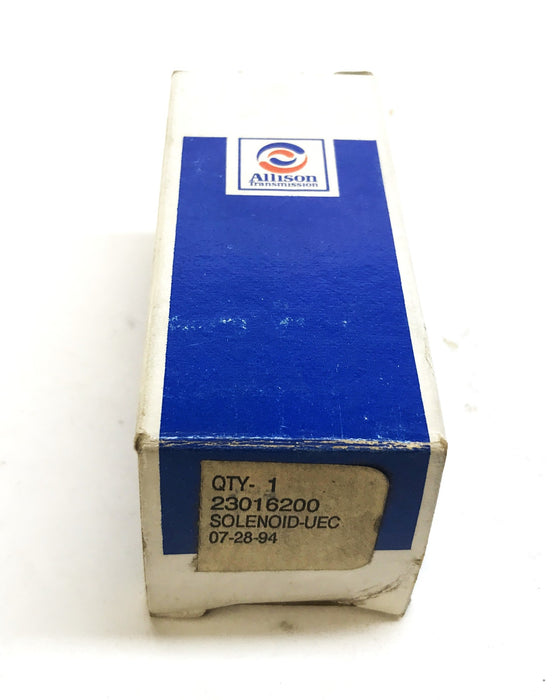 Allison
Transmission
QTY- 1
23016200
SOLENOID-UEC
07-28-94